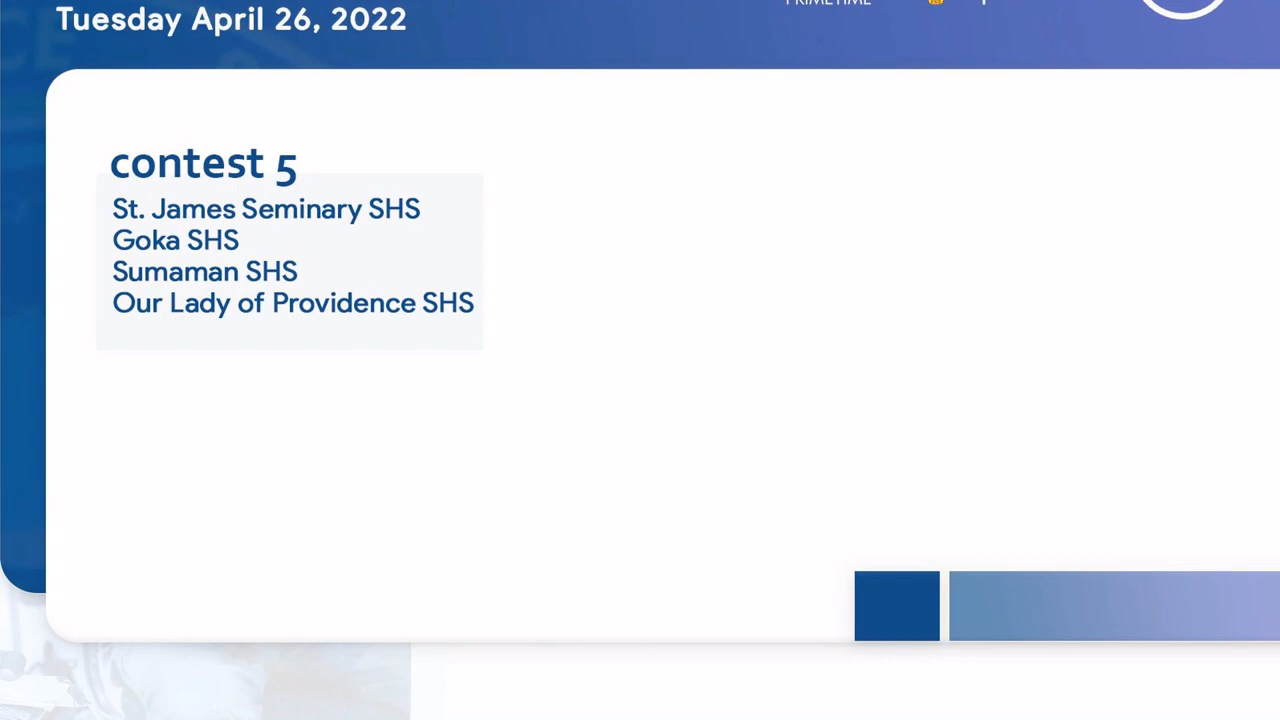 Tuesday April 26, 2022
PRIMETIME
contest 5
St. James Seminary SHS
Goka SHS
Sumaman SHS
Our Lady of Providence SHS